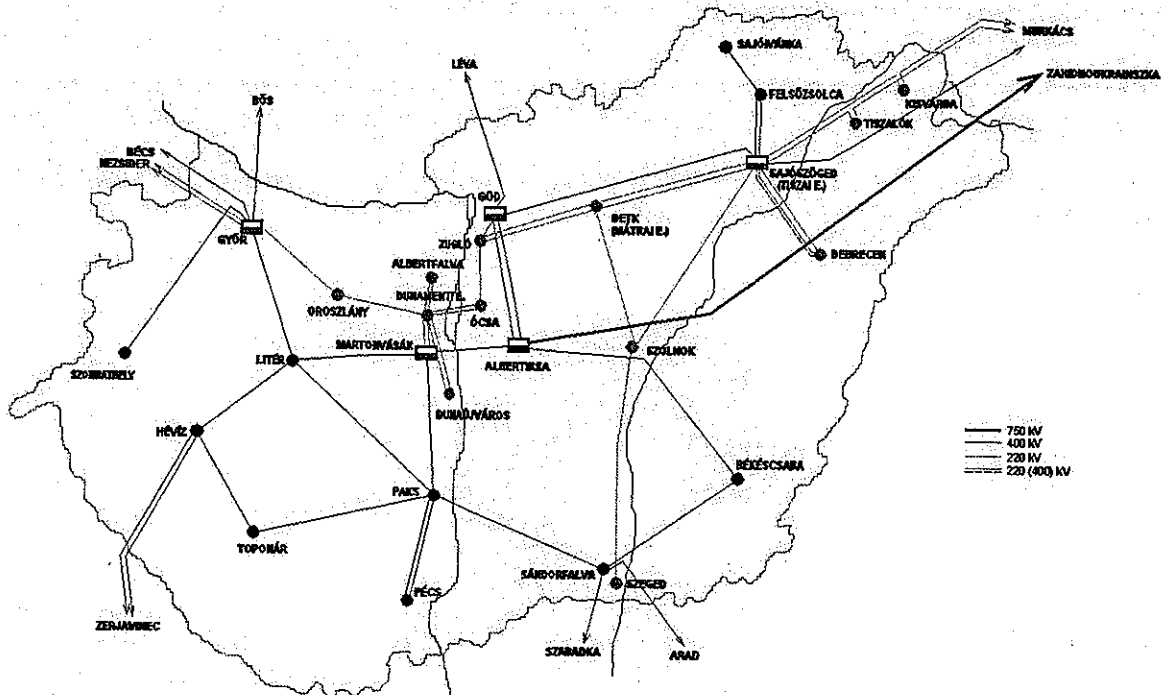 SAJÓIVÁNKA
MUNKÁCS
LÉVA
ZAHIDNOUKRAINSZKA
FELSŐZSOLCA
KISVÁRDA
BŐS
TISZALÖK
BÉCS
NEZSIDER
SAJÓSZÖGED
(TISZAI E.)
GÖD
GYŐR
DETK
(MÁTRAI E.)
ZUGLÓ
DEBRECEN
ALBERTFALVA
DUNAMENTI E.
OROSZLÁNY
ÓCSA
MARTONVÁSÁR
LITÉR
ALBERTIRSA
SZOLNOK
SZOMBATHELY
DUNAÚJVÁROS
HÉVÍZ
750 kV
400 kV
220 kV
220 (400) kV
BÉKÉSCSABA
PAKS
TOPONÁR
SÁNDORFALVA
SZEGED
PÉCS
ZERJAVINEC
SZABADKA
ARAD